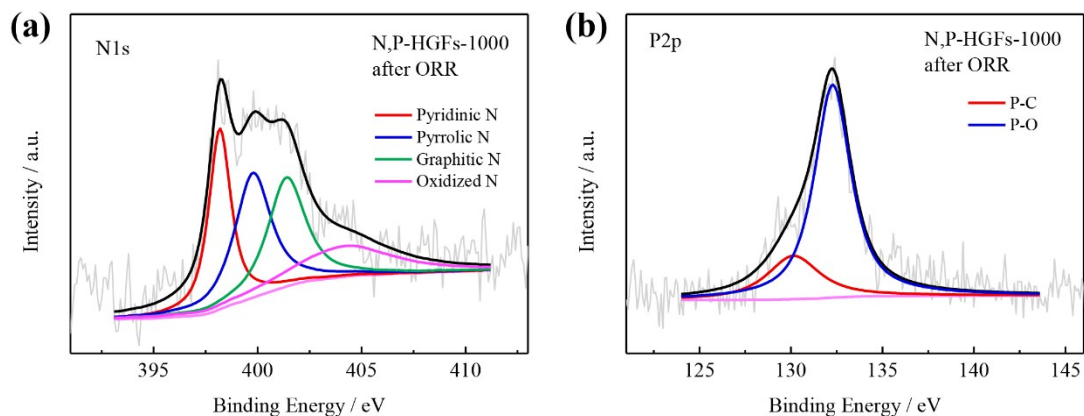 (a)
N1s
N,P-HGFs-1000
after ORR
Pyridinic N
Pyrrolic N
Graphitic N
Oxidized N
Intensity / a.u.
395 400 405 410
Binding Energy / eV
(b)
P2p
N,P-HGFs-1000
after ORR
P-C
P-O
Intensity / a.u.
125 130 135 140 145
Binding Energy / eV